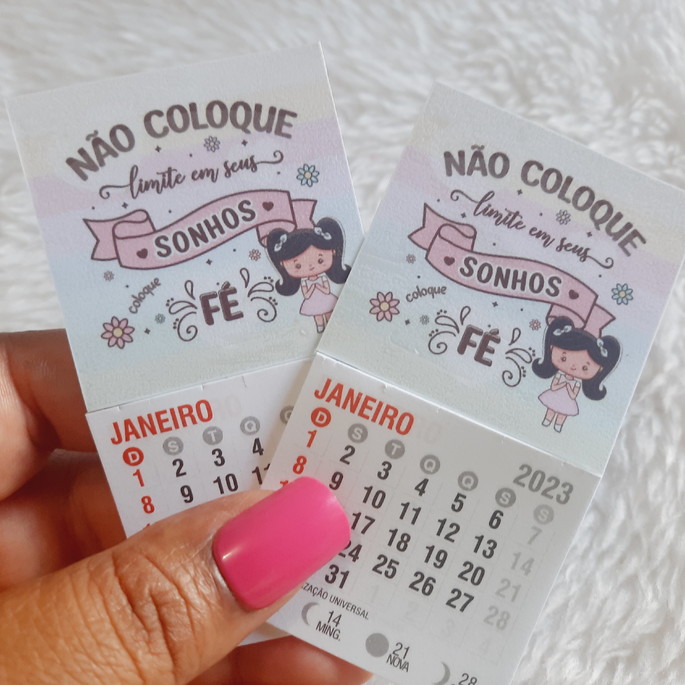 NÃO COLOQUE
limite em seus
SONHOS
coloque
FÉ
JANEIRO
D S T Q
1 2 3 4
8 9 10 11
NÃO COLOQUE
limite em seus
SONHOS
coloque
FÉ
JANEIRO
2023
D S T Q Q S S
1 2 3 4 5 6 7
8 9 10 11 12 13 14
17 18 19 20 21
24 25 26 27 28
31
UNIVERSAL
14 21 28
MING. NOVA